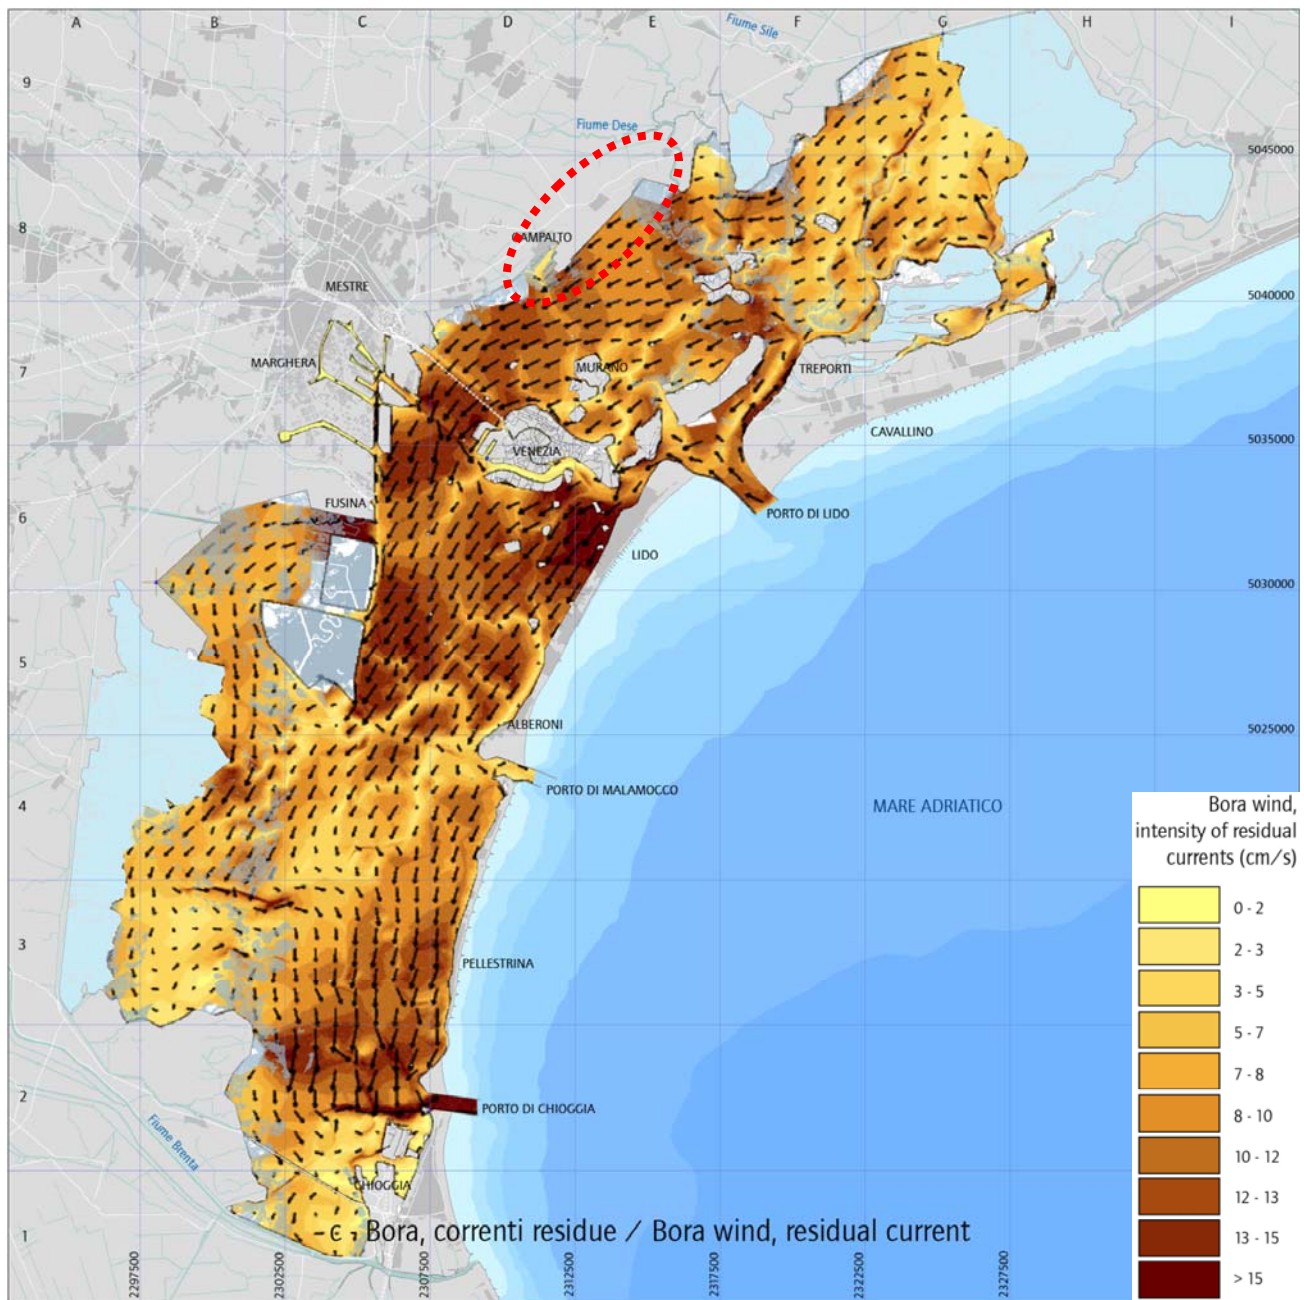 A B C D E F G H I
Fiume Sile
9
Fiume Dese
5045000
8
CAMPALTO
MESTRE
5040000
MARGHERA
7
MURANO
TREPORTI
CAVALLINO
5035000
VENEZIA
FUSINA
PORTO DI LIDO
6
LIDO
5030000
5
ALBERONI
5025000
PORTO DI MALAMOCCO
4
MARE ADRIATICO
Bora wind,
intensity of residual
currents (cm/s)
0 - 2
2 - 3
3 - 5
5 - 7
7 - 8
8 - 10
10 - 12
12 - 13
13 - 15
> 15
3
PELLESTRINA
2
PORTO DI CHIOGGIA
Fiume Brenta
CHIOGGIA
1
c - Bora, correnti residue / Bora wind, residual current
2297500
2302500
2307500
2312500
2317500
2322500
2327500